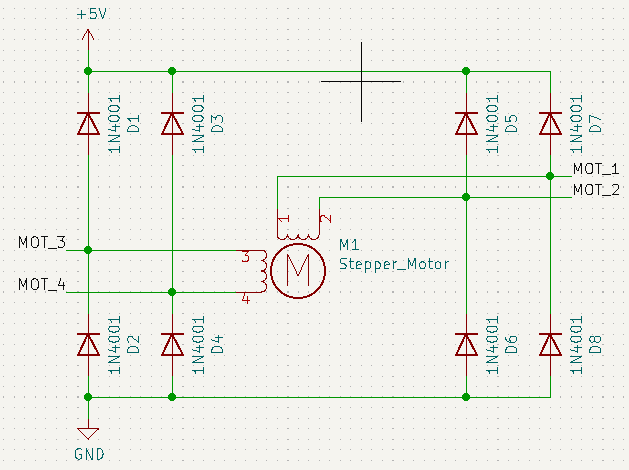 +5V
1N4001
D1
1N4001
D3
1N4001
D5
1N4001
D7
MOT_1
MOT_2
1
2
MOT_3
3
M1
Stepper_Motor
M
MOT_4
4
1N4001
D2
1N4001
D4
1N4001
D6
1N4001
D8
GND